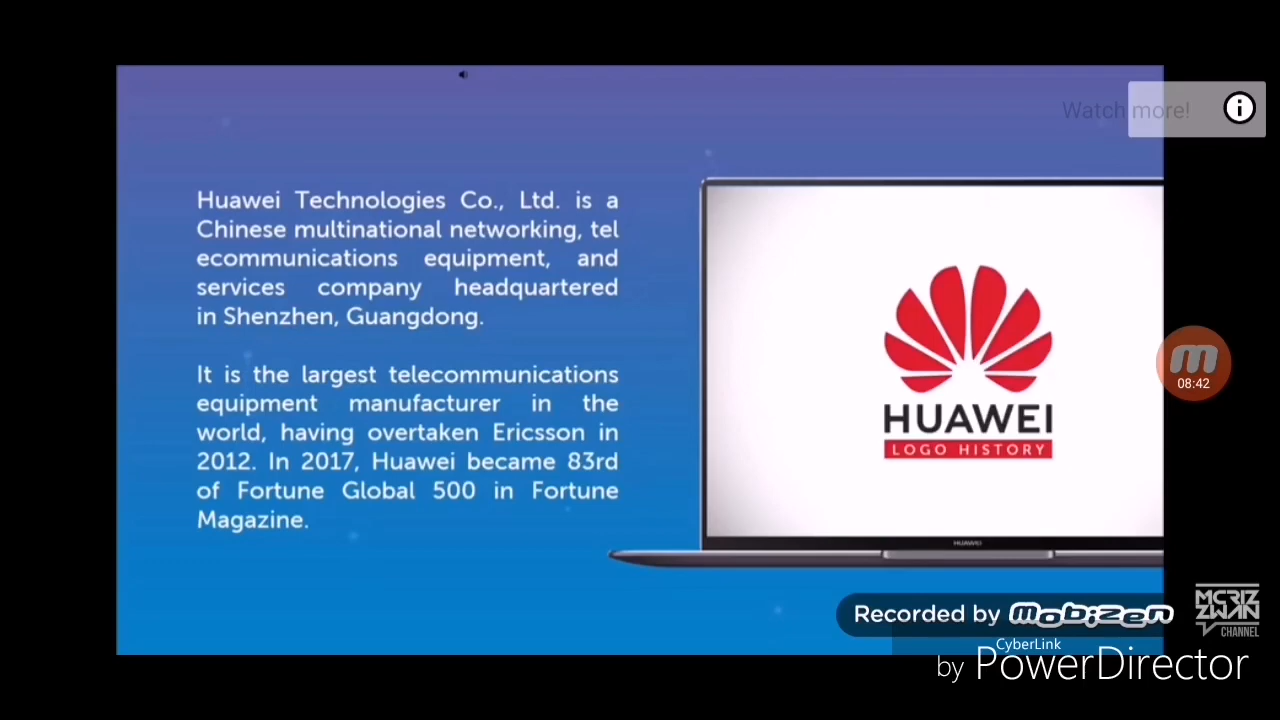 Watch more!
Huawei Technologies Co., Ltd. is a
Chinese multinational networking, tel
ecommunications equipment, and
services company headquartered
in Shenzhen, Guangdong.
It is the largest telecommunications
equipment manufacturer in the
world, having overtaken Ericsson in
2012. In 2017, Huawei became 83rd
of Fortune Global 500 in Fortune
Magazine.
HUAWEI
LOGO HISTORY
HUAWEI
08:42
Recorded by mobizen
MCRIZ
ZWAN
CHANNEL
CyberLink
by PowerDirector